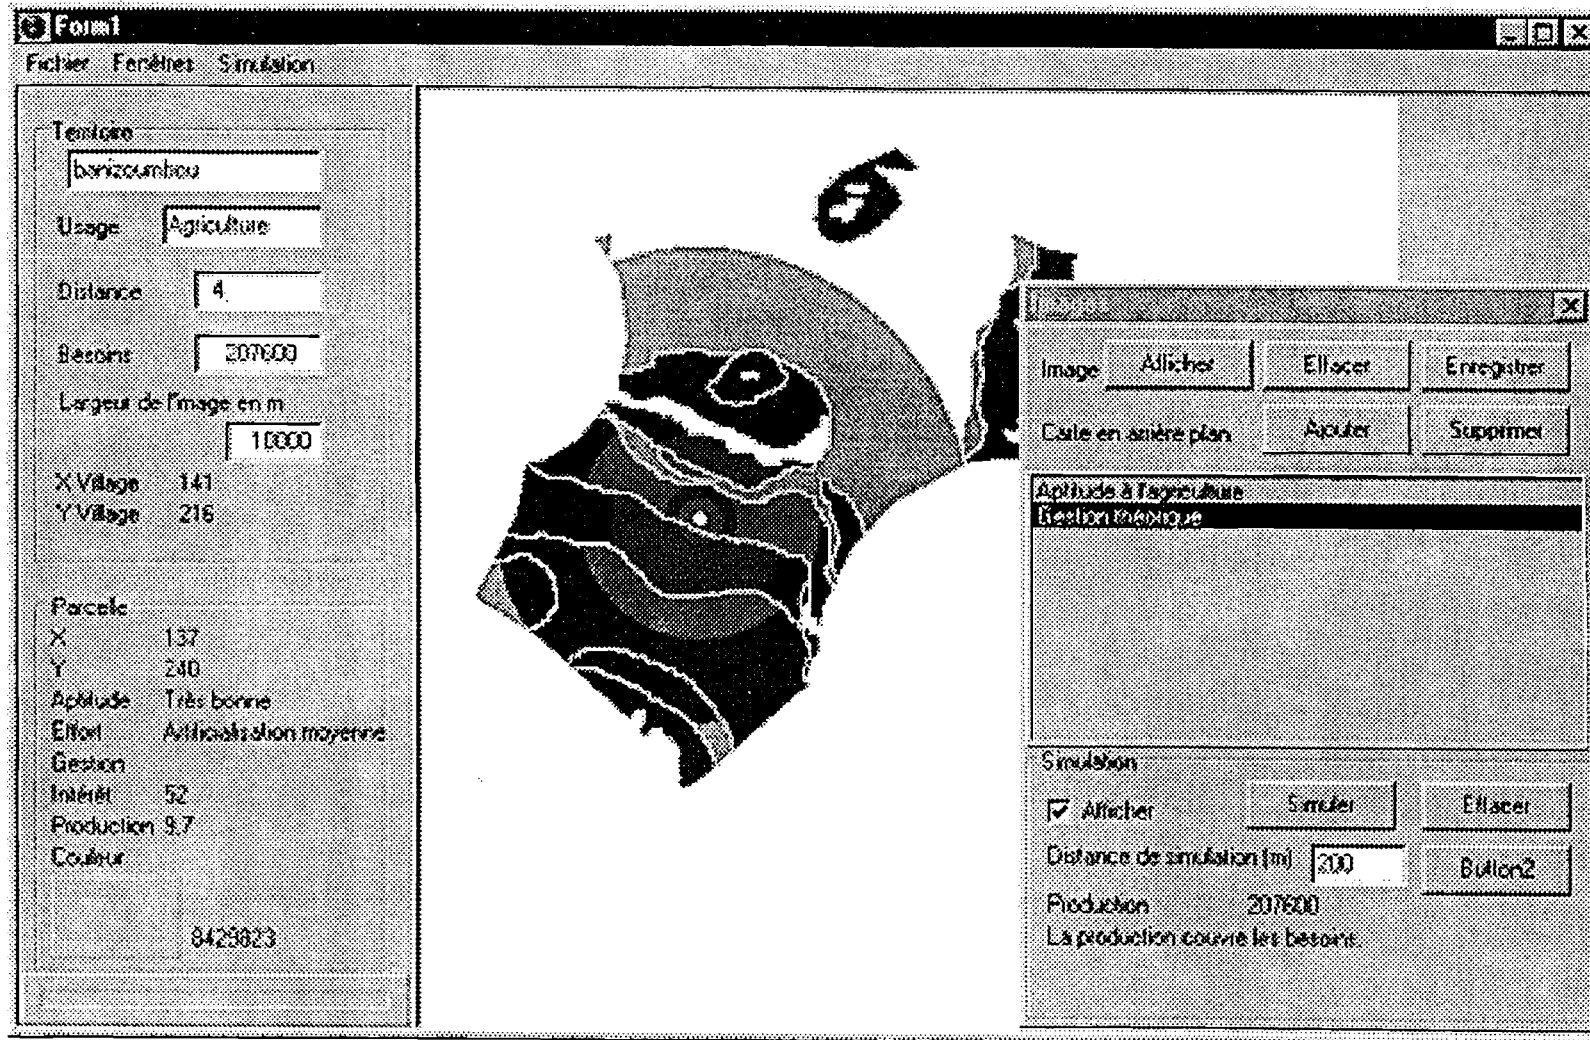 Form1
Fichier Fenêtres Simulation
Territoire
banizoumbou
Usage Agriculture
Distance 4
Besoins 207600
Largeur de l'image en m
10000
X Village 141
Y Village 216
Parcelle
X 137
Y 240
Aptitude Très bonne
Effort Artificialisation moyenne
Gestion
Intérêt 52
Production 9.7
Couleur
8429823
Image Afficher Effacer Enregistrer
Carte en arrière plan Ajouter Supprimer
Aptitude à l'agriculture
Gestion théorique
Simulation
Afficher Simuler Effacer
Distance de simulation (m) 200 Button2
Production 207600
La production couvre les besoins.